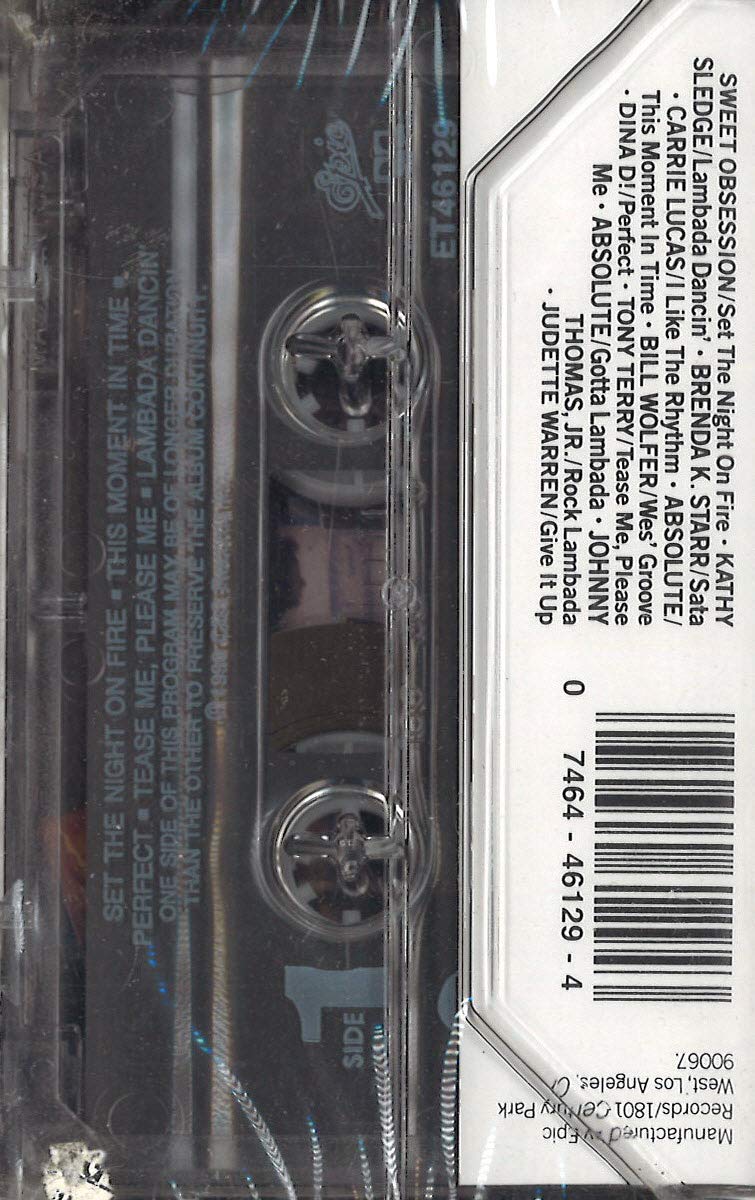 SWEET OBSESSION/Set The Night On Fire • KATHY
SLEDGE/Lambada Dancin' • BRENDA K. STARR/Sata
• CARRIE LUCAS/I Like The Rhythm • ABSOLUTE/
This Moment In Time • BILL WOLFER/Wes' Groove
• DINA D!/Perfect • TONY TERRY/Tease Me, Please
Me • ABSOLUTE/Gotta Lambada • JOHNNY
THOMAS, JR./Rock Lambada
• JUDETTE WARREN/Give It Up
0 7464 - 46129 - 4
Manufactured by Epic
Records/1801 Century Park
West, Los Angeles, CA
90067.
ET 46129
Epic
SIDE 1
SET THE NIGHT ON FIRE ▪ THIS MOMENT IN TIME ▪
PERFECT ▪ TEASE ME, PLEASE ME ▪ LAMBADA DANCIN'
ONE SIDE OF THIS PROGRAM MAY BE OF LONGER DURATION
THAN THE OTHER TO PRESERVE THE ALBUM CONTINUITY.